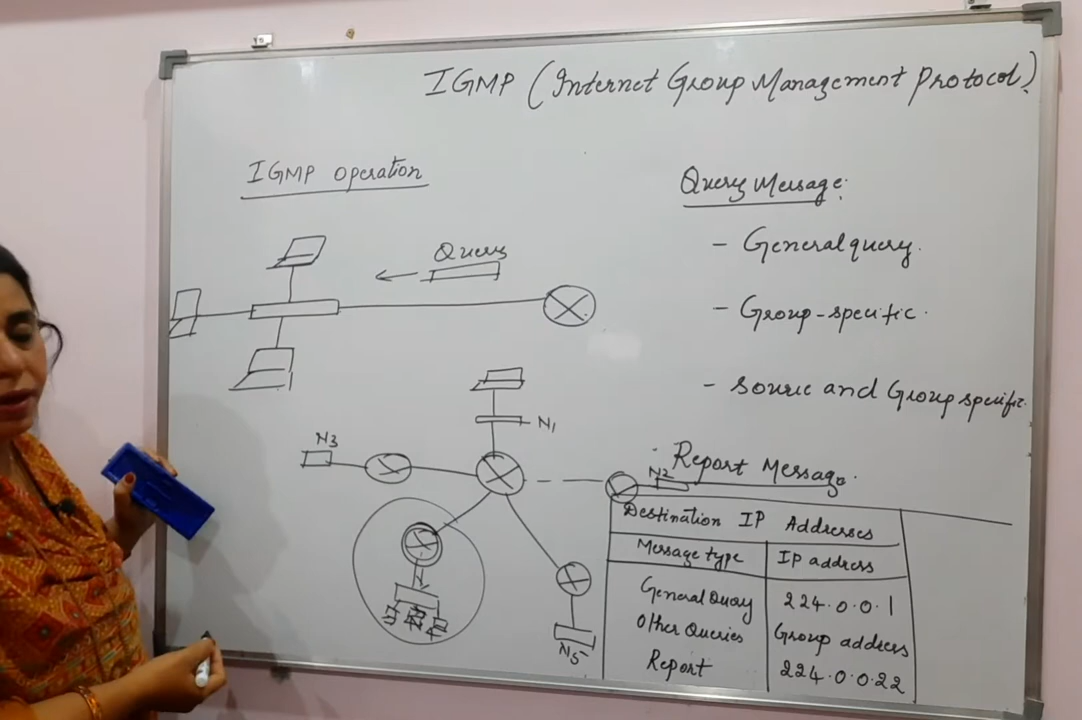 IGMP (Internet Group Management Protocol)
IGMP Operation
Query
N1
N3
N5
Query Message:
- General query.
- Group-specific.
- source and Group specific.
Report Message.
N2
Destination IP Addresses
Message type IP address
General Query 224.0.0.1
Other Queries Group address
Report 224.0.0.22